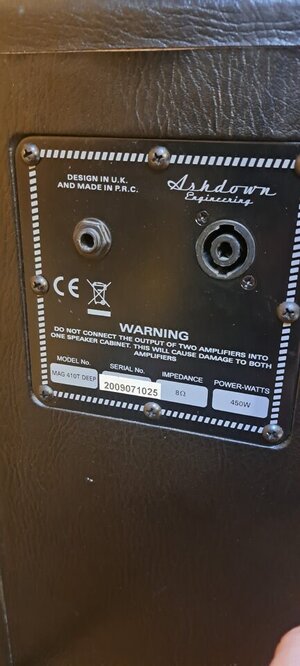 DESIGN IN U.K.
AND MADE IN P.R.C.
Ashdown
Engineering
CE
WARNING
DO NOT CONNECT THE OUTPUT OF TWO AMPLIFIERS INTO
ONE SPEAKER CABINET. THIS WILL CAUSE DAMAGE TO BOTH
AMPLIFIERS
MODEL No. SERIAL No. IMPEDANCE POWER-WATTS
MAG 410T DEEP 2009071025 8Ω 450W